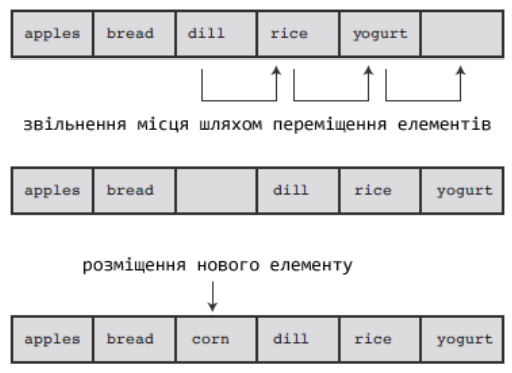 apples bread dill rice yogurt
звільнення місця шляхом переміщення елементів
apples bread dill rice yogurt
розміщення нового елементу
apples bread corn dill rice yogurt